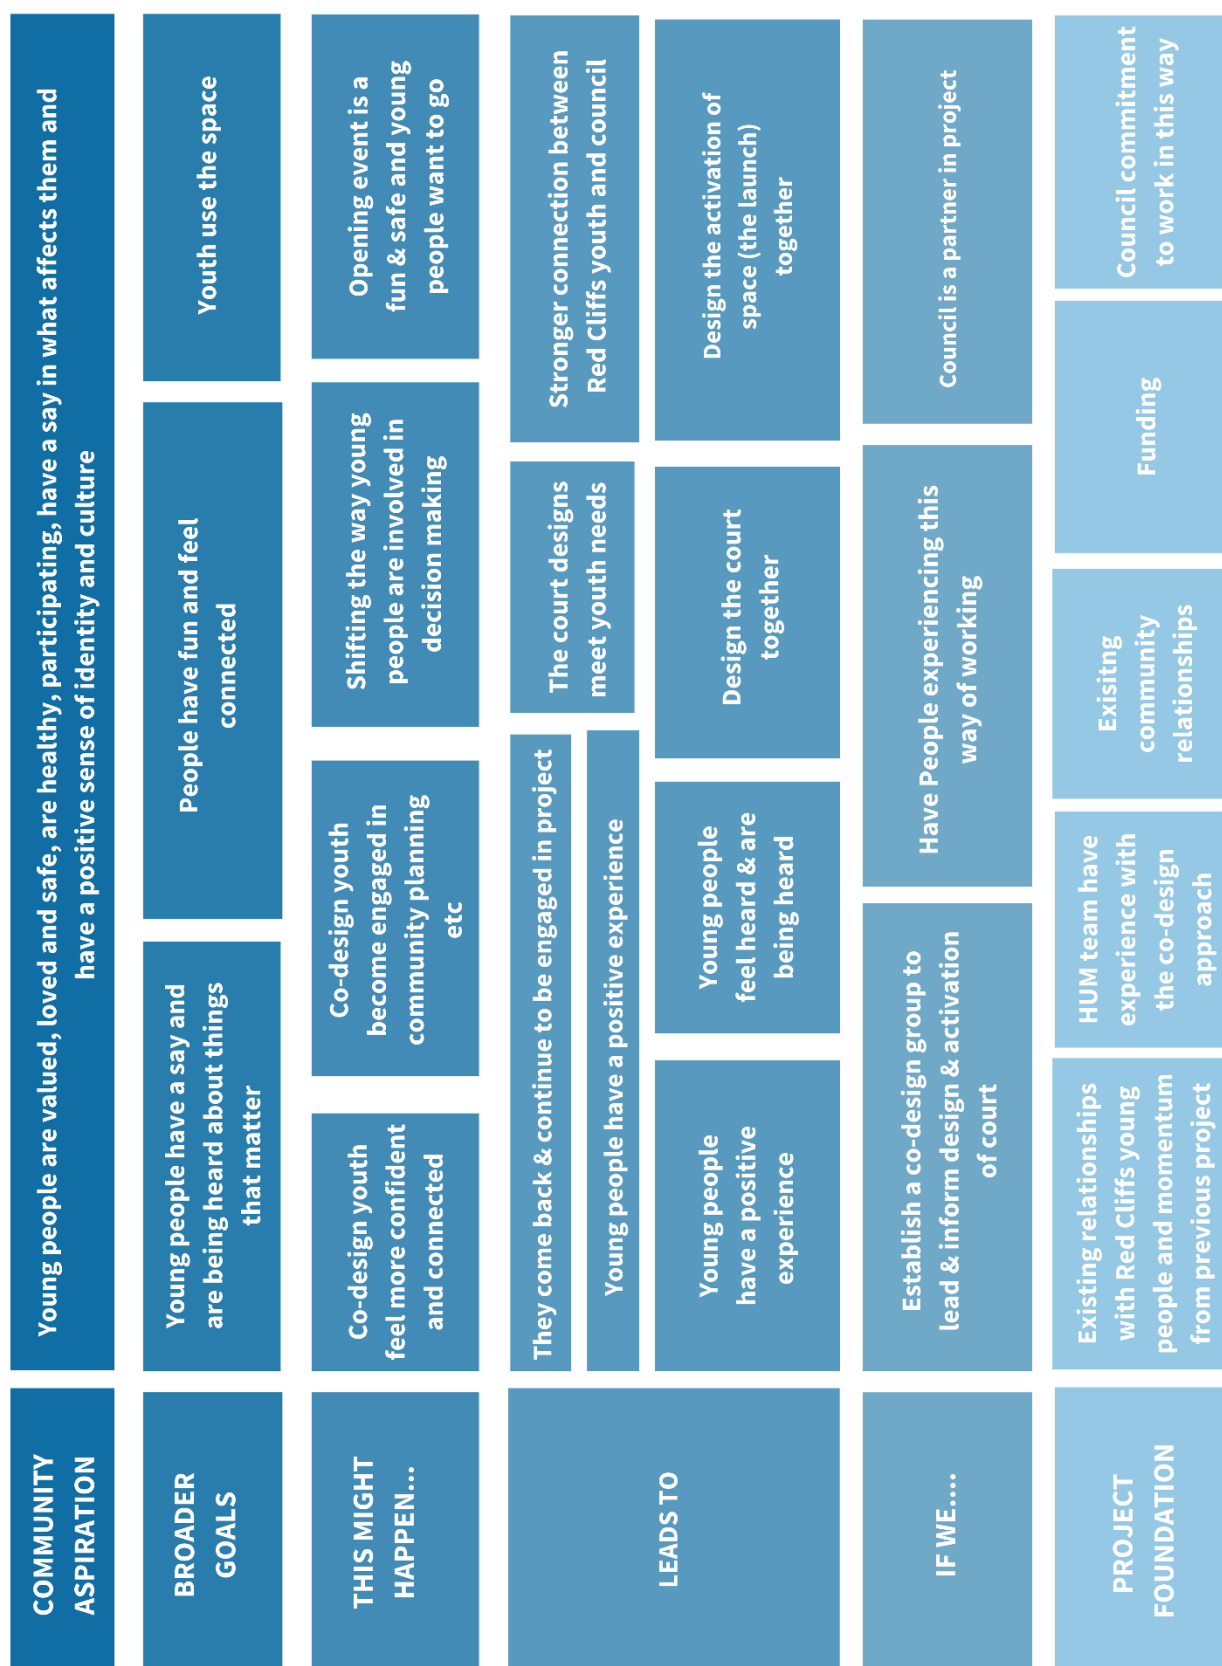 COMMUNITY
ASPIRATION
Young people are valued, loved and safe, are healthy, participating, have a say in what affects them and
have a positive sense of identity and culture
BROADER
GOALS
Young people have a say and
are being heard about things
that matter
People have fun and feel
connected
Youth use the space
THIS MIGHT
HAPPEN...
Co-design youth
feel more confident
and connected
Co-design youth
become engaged in
community planning
etc
Shifting the way young
people are involved in
decision making
Opening event is a
fun & safe and young
people want to go
LEADS TO
They come back & continue to be engaged in project
Young people have a positive experience
The court designs
meet youth needs
Stronger connection between
Red Cliffs youth and council
Young people
have a positive
experience
Young people
feel heard & are
being heard
Design the court
together
Design the activation of
space (the launch)
together
IF WE....
Establish a co-design group to
lead & inform design & activation
of court
Have People experiencing this
way of working
Council is a partner in project
PROJECT
FOUNDATION
Existing relationships
with Red Cliffs young
people and momentum
from previous project
HUM team have
experience with
the co-design
approach
Exisitng
community
relationships
Funding
Council commitment
to work in this way